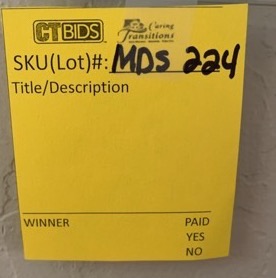 CTBIDS Caring
Transitions
SKU(Lot)#: MDS 224
Title/Description
WINNER PAID
YES
NO